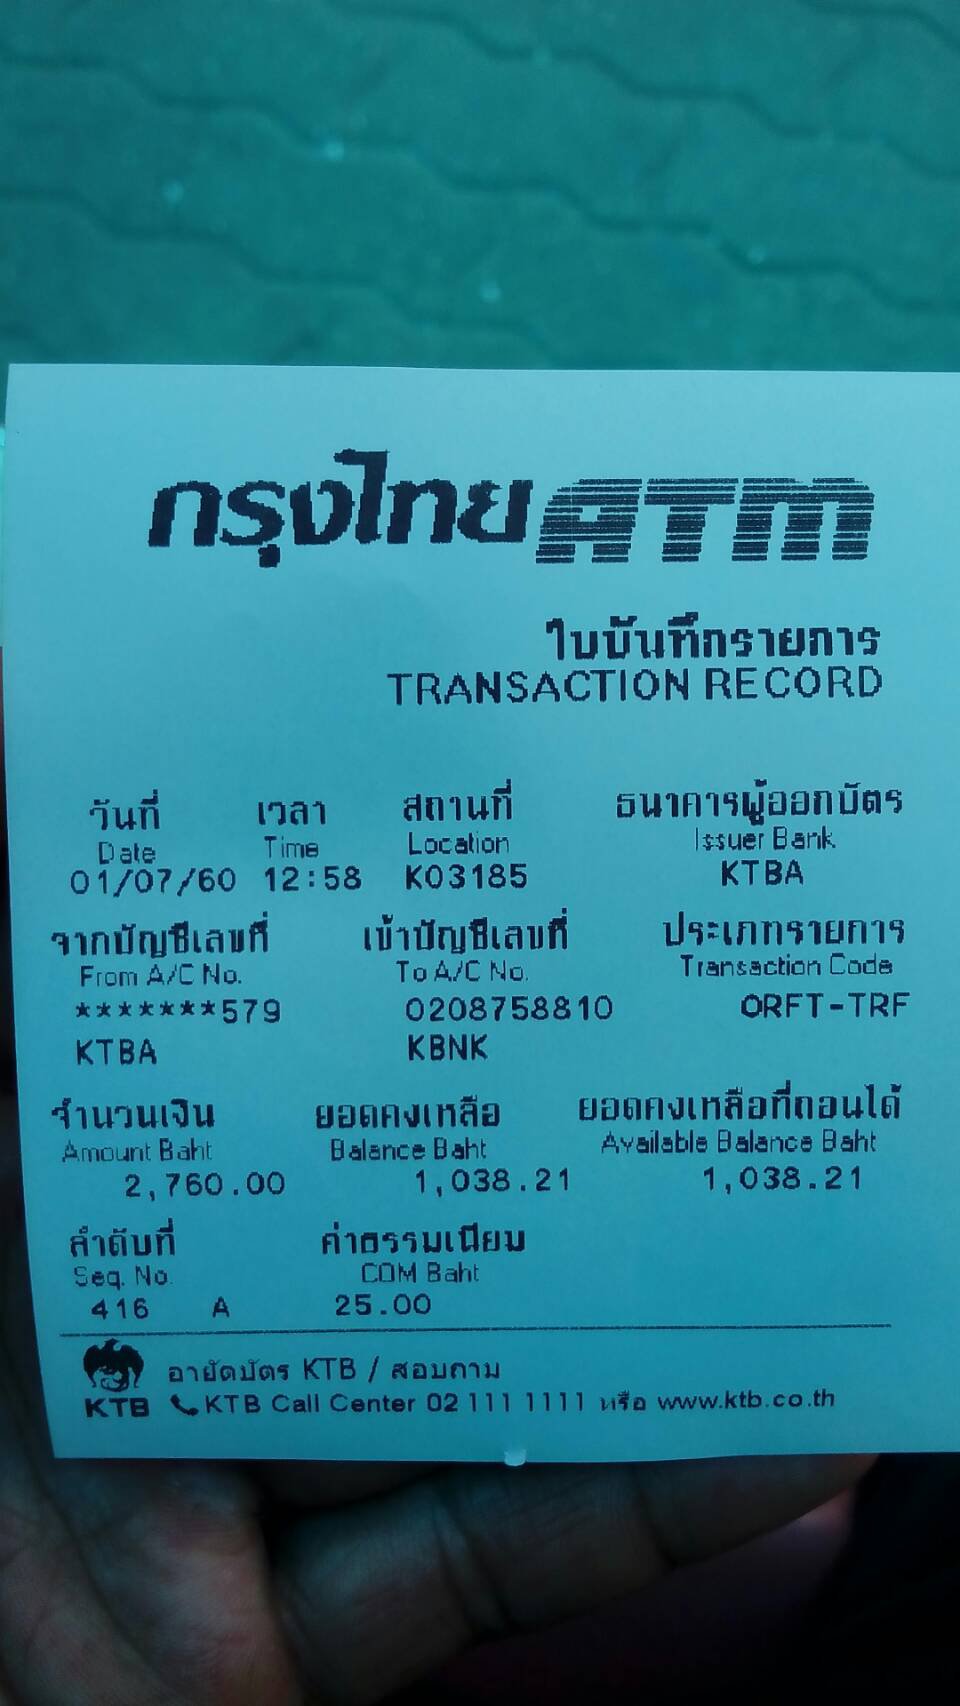 กรุงไทย ATM
ใบบันทึกรายการ
TRANSACTION RECORD
วันที่ เวลา สถานที่ ธนาคารผู้ออกบัตร
Date Time Location Issuer Bank
01/07/60 12:58 K03185 KTBA
จากบัญชีเลขที่ เข้าบัญชีเลขที่ ประเภทรายการ
From A/C No. To A/C No. Transaction Code
*******579 0208758810 ORFT-TRF
KTBA KBNK
จำนวนเงิน ยอดคงเหลือ ยอดคงเหลือที่ถอนได้
Amount Baht Balance Baht Available Balance Baht
2,760.00 1,038.21 1,038.21
ลำดับที่ ค่าธรรมเนียม
Seq. No. COM Baht
416 A 25.00
อายัดบัตร KTB / สอบถาม
KTB KTB Call Center 02 111 1111 หรือ www.ktb.co.th